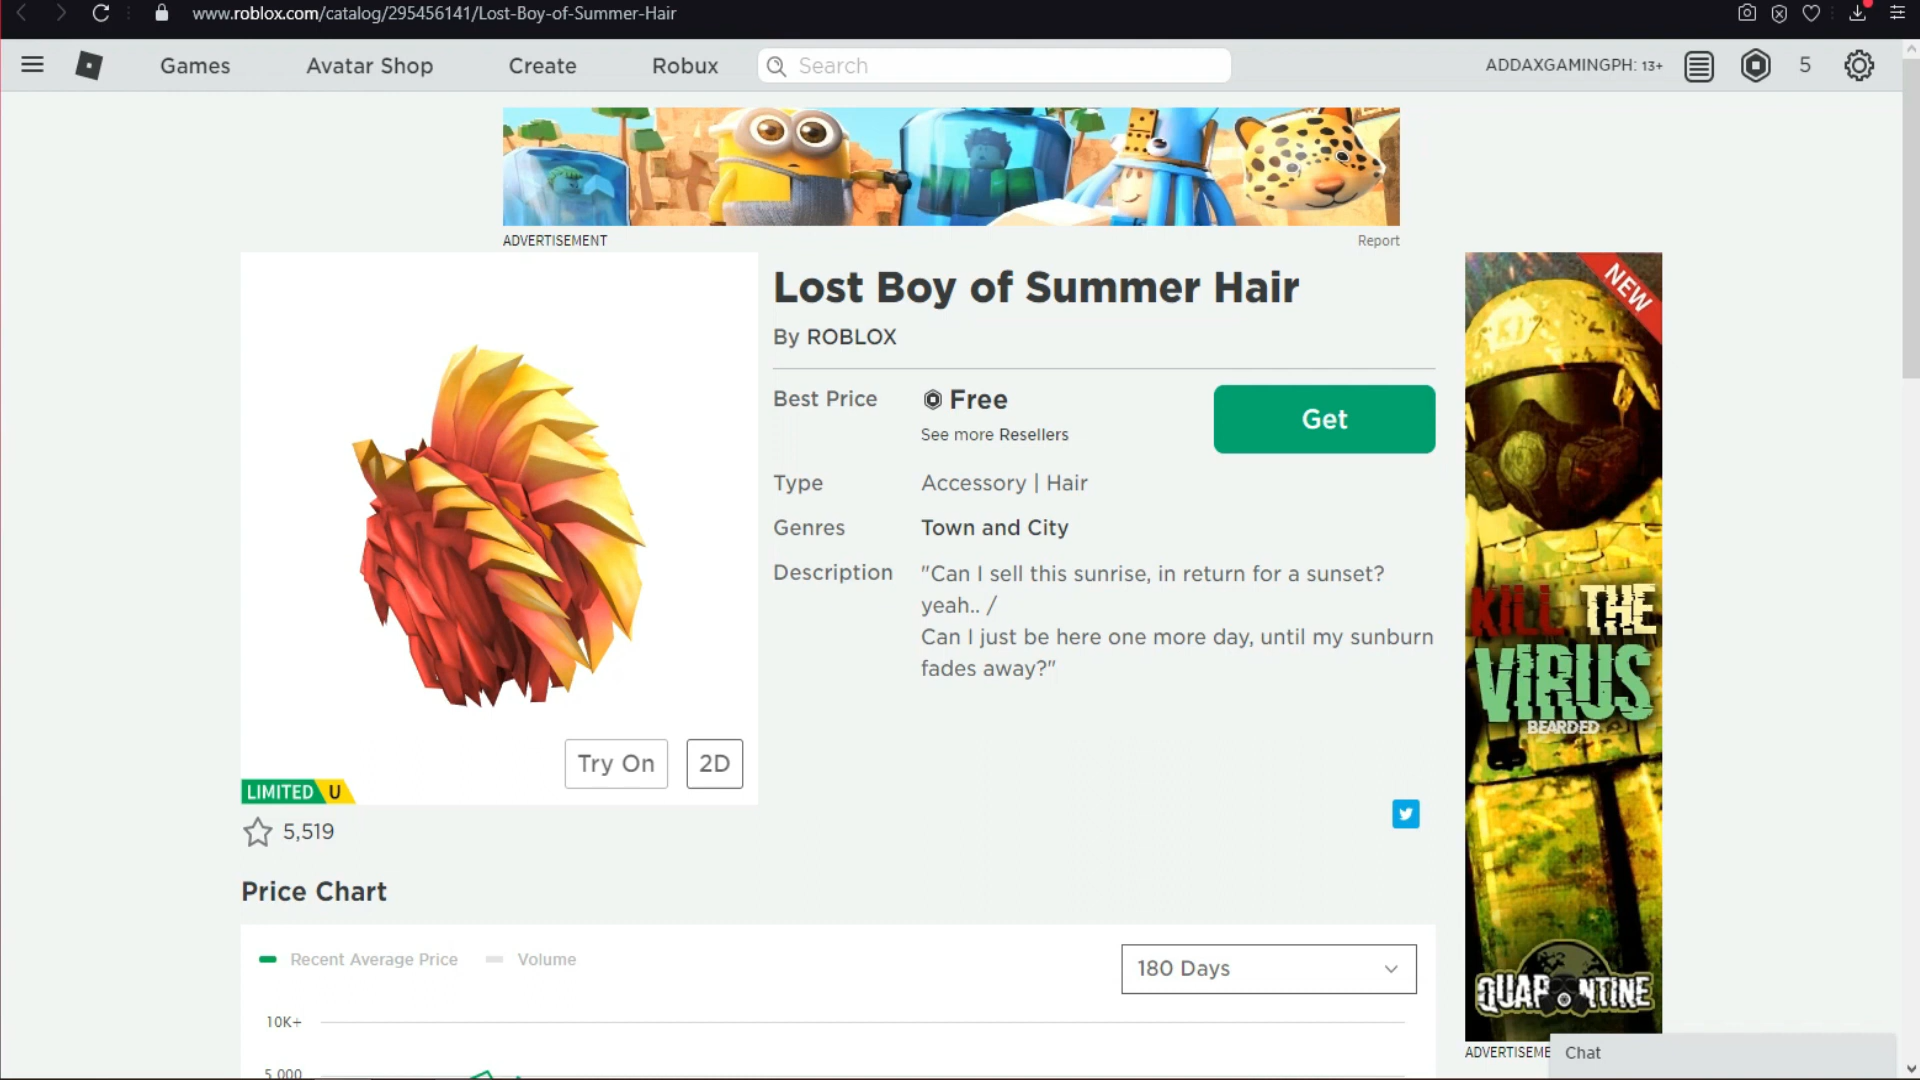 www.roblox.com/catalog/295456141/Lost-Boy-of-Summer-Hair
Games Avatar Shop Create Robux Search ADDAXGAMINGPH: 13+ 5
ADVERTISEMENT Report
Lost Boy of Summer Hair
By ROBLOX
Best Price Free Get
See more Resellers
Type Accessory | Hair
Genres Town and City
Description "Can I sell this sunrise, in return for a sunset?
yeah.. /
Can I just be here one more day, until my sunburn
fades away?"
Try On 2D
LIMITED U
5,519
Price Chart
Recent Average Price Volume 180 Days
10K+
5,000
NEW
KILL THE
VIRUS
BEARDED
ADVERTISEME
Chat